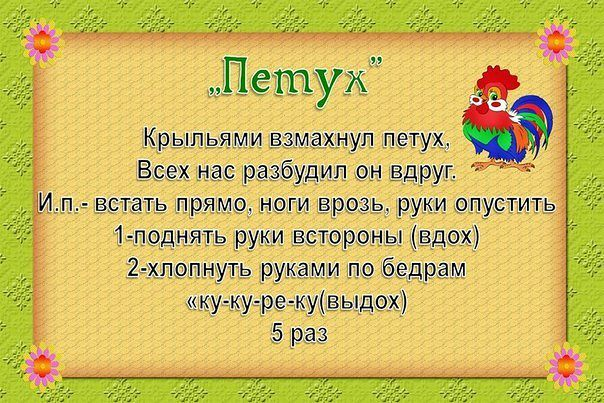 „Петух”
Крыльями взмахнул петух,
Всех нас разбудил он вдруг.
И.п.- встать прямо, ноги врозь, руки опустить
1-поднять руки встороны (вдох)
2-хлопнуть руками по бедрам
«ку-ку-ре-ку(выдох)
5 раз